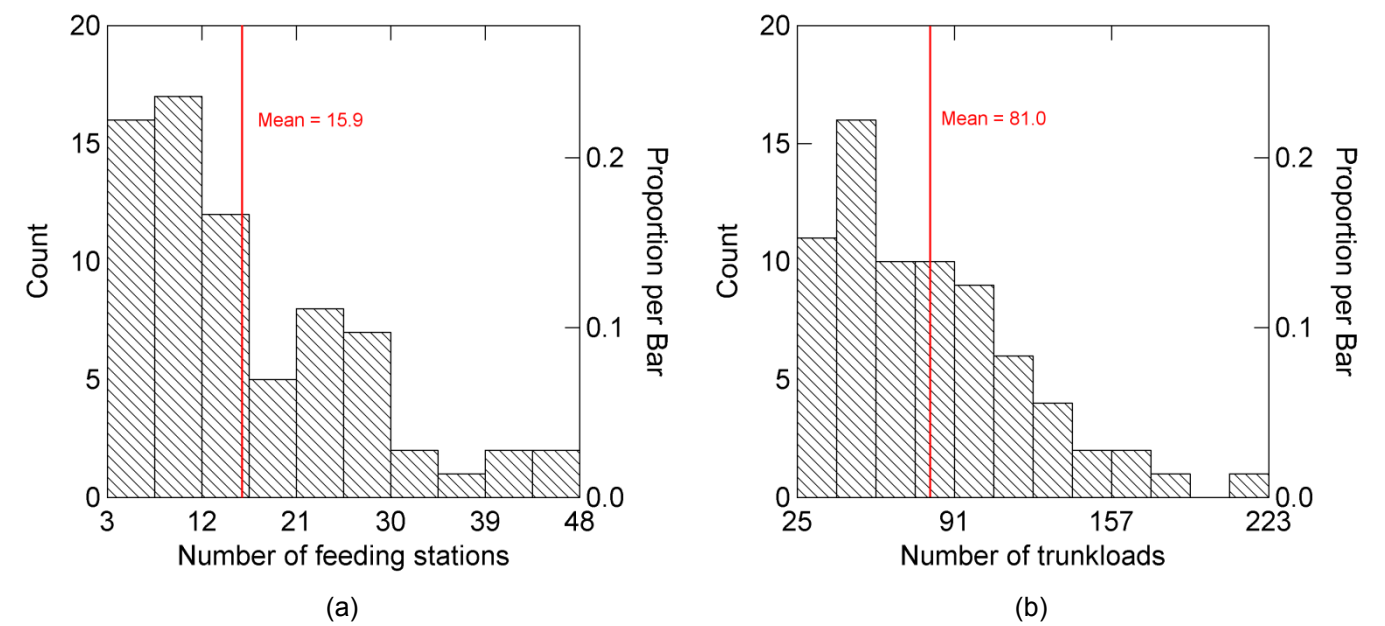 20
15
10
5
0
Count
Mean = 15.9
0.2
0.1
0.0
Proportion per Bar
3 12 21 30 39 48
Number of feeding stations
(a)
20
15
10
5
0
Count
Mean = 81.0
0.2
0.1
0.0
Proportion per Bar
25 91 157 223
Number of trunkloads
(b)